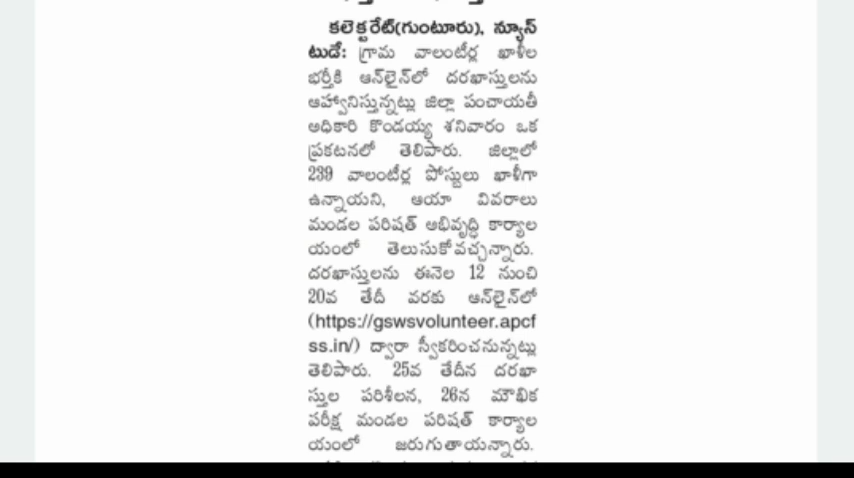 కలెక్టరేట్(గుంటూరు), న్యూస్
టుడే: గ్రామ వాలంటీర్ల ఖాళీల
భర్తీకి ఆన్‌లైన్‌లో దరఖాస్తులను
ఆహ్వానిస్తున్నట్లు జిల్లా పంచాయతీ
అధికారి కొండయ్య శనివారం ఒక
ప్రకటనలో తెలిపారు. జిల్లాలో
239 వాలంటీర్ల పోస్టులు ఖాళీగా
ఉన్నాయని, ఆయా వివరాలు
మండల పరిషత్ అభివృద్ధి కార్యాల
యంలో తెలుసుకోవచ్చన్నారు.
దరఖాస్తులను ఈనెల 12 నుంచి
20వ తేదీ వరకు ఆన్‌లైన్‌లో
(https://gswsvolunteer.apcf
ss.in/) ద్వారా స్వీకరించనున్నట్లు
తెలిపారు. 25వ తేదీన దరఖా
స్తుల పరిశీలన, 26న మౌఖిక
పరీక్ష మండల పరిషత్ కార్యాల
యంలో జరుగుతాయన్నారు.